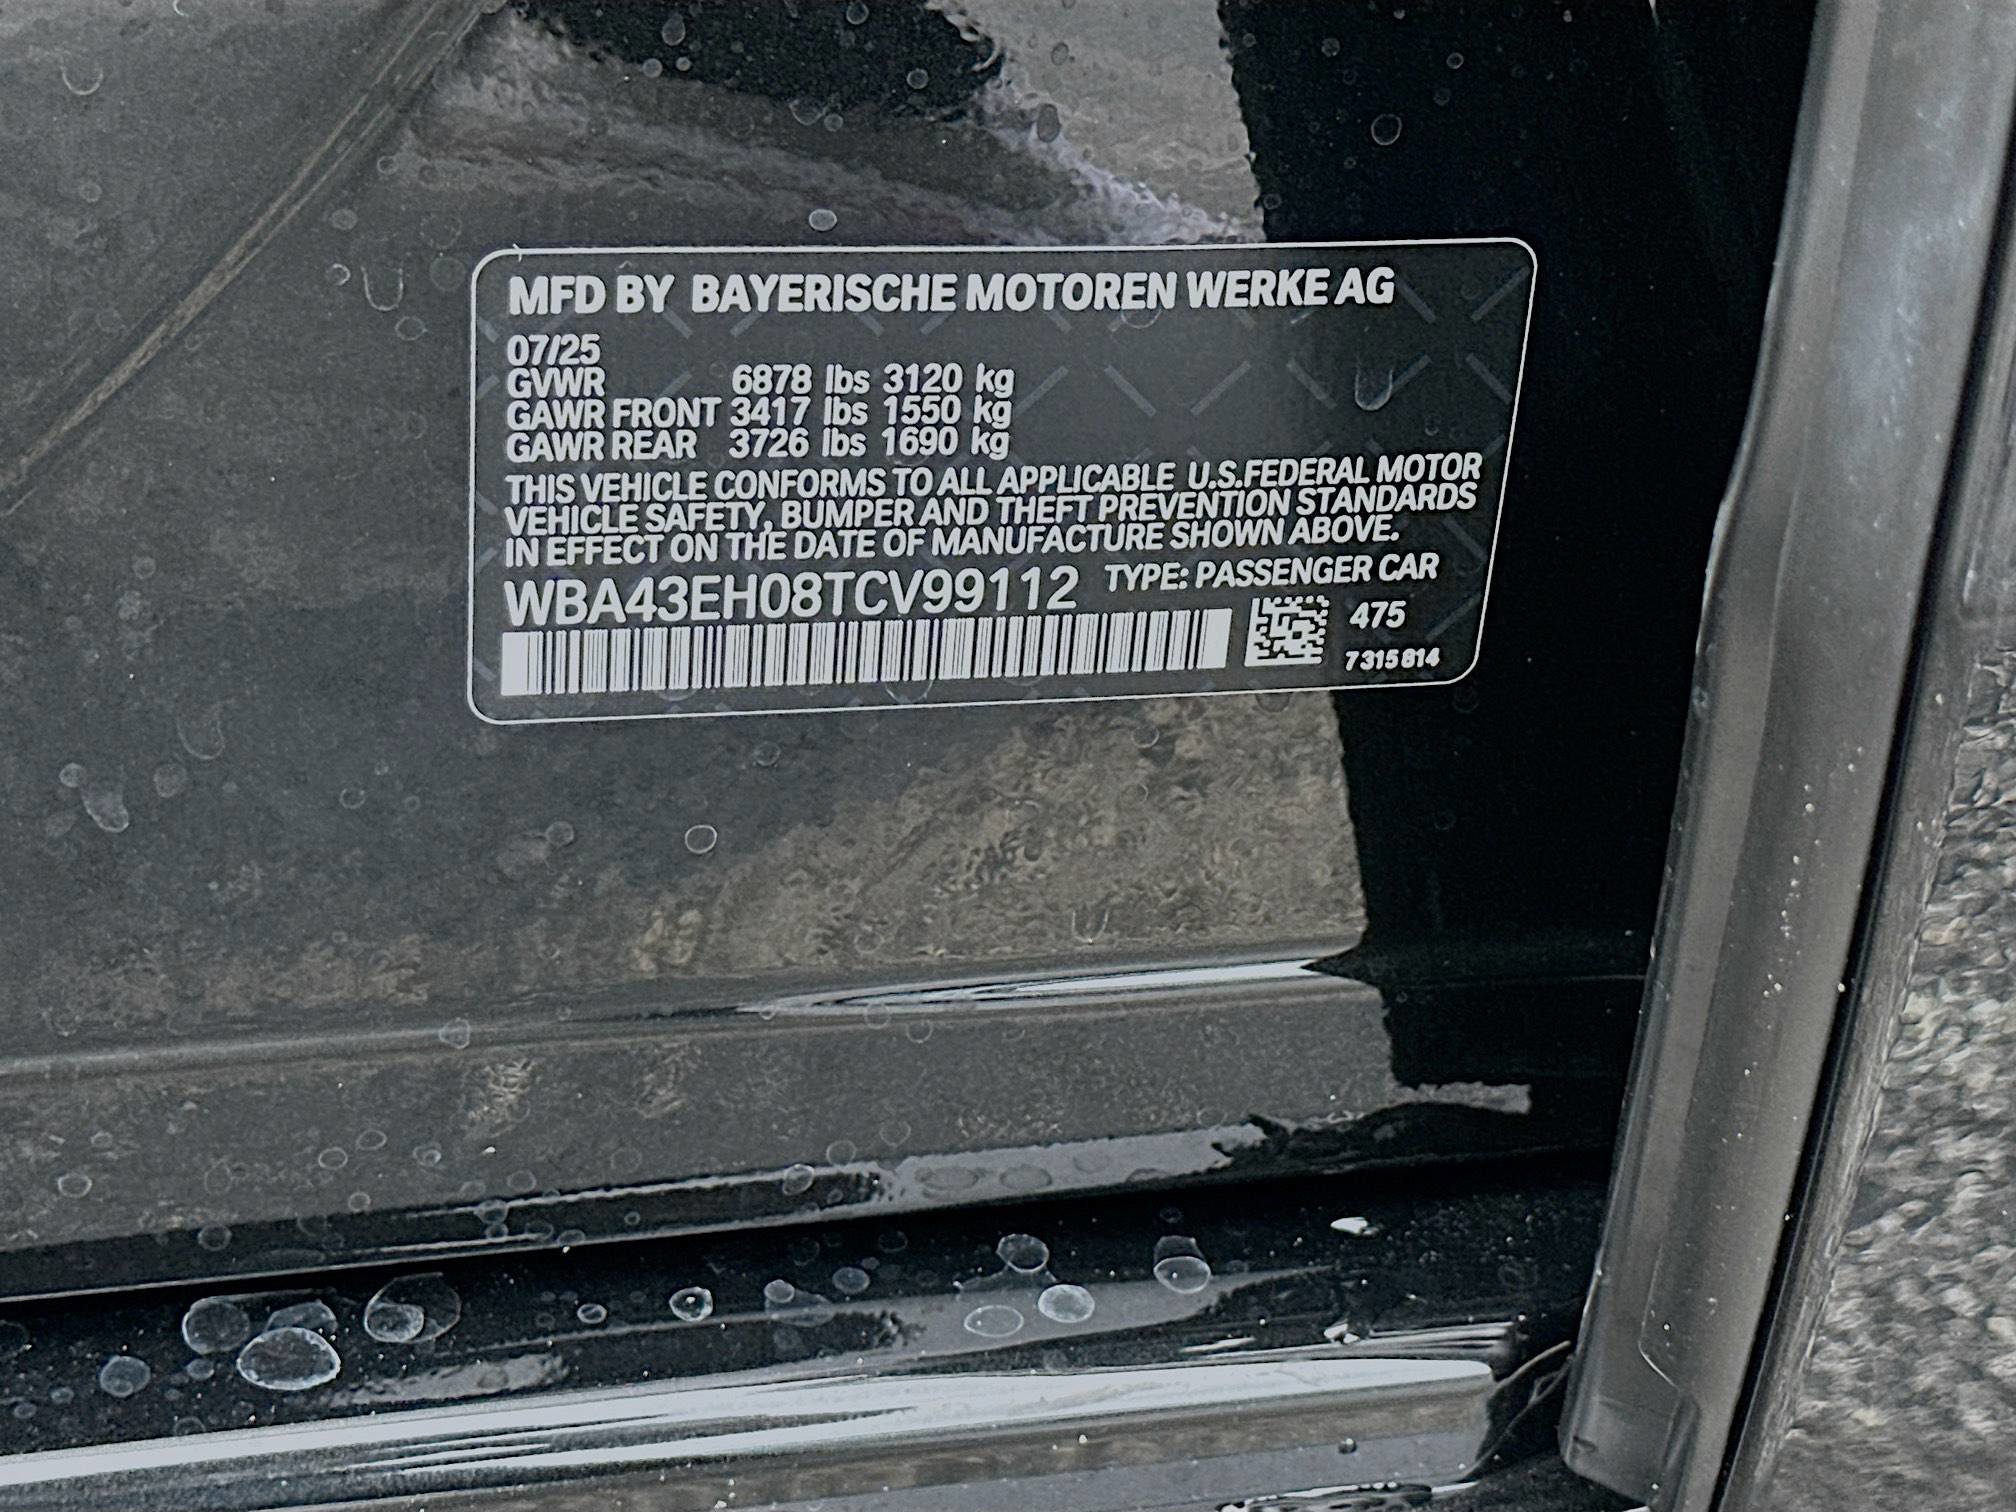 MFD BY BAYERISCHE MOTOREN WERKE AG
07/25
GVWR 6878 lbs 3120 kg
GAWR FRONT 3417 lbs 1550 kg
GAWR REAR 3726 lbs 1690 kg
THIS VEHICLE CONFORMS TO ALL APPLICABLE U.S.FEDERAL MOTOR
VEHICLE SAFETY, BUMPER AND THEFT PREVENTION STANDARDS
IN EFFECT ON THE DATE OF MANUFACTURE SHOWN ABOVE.
WBA43EH08TCV99112 TYPE: PASSENGER CAR
475
7315814